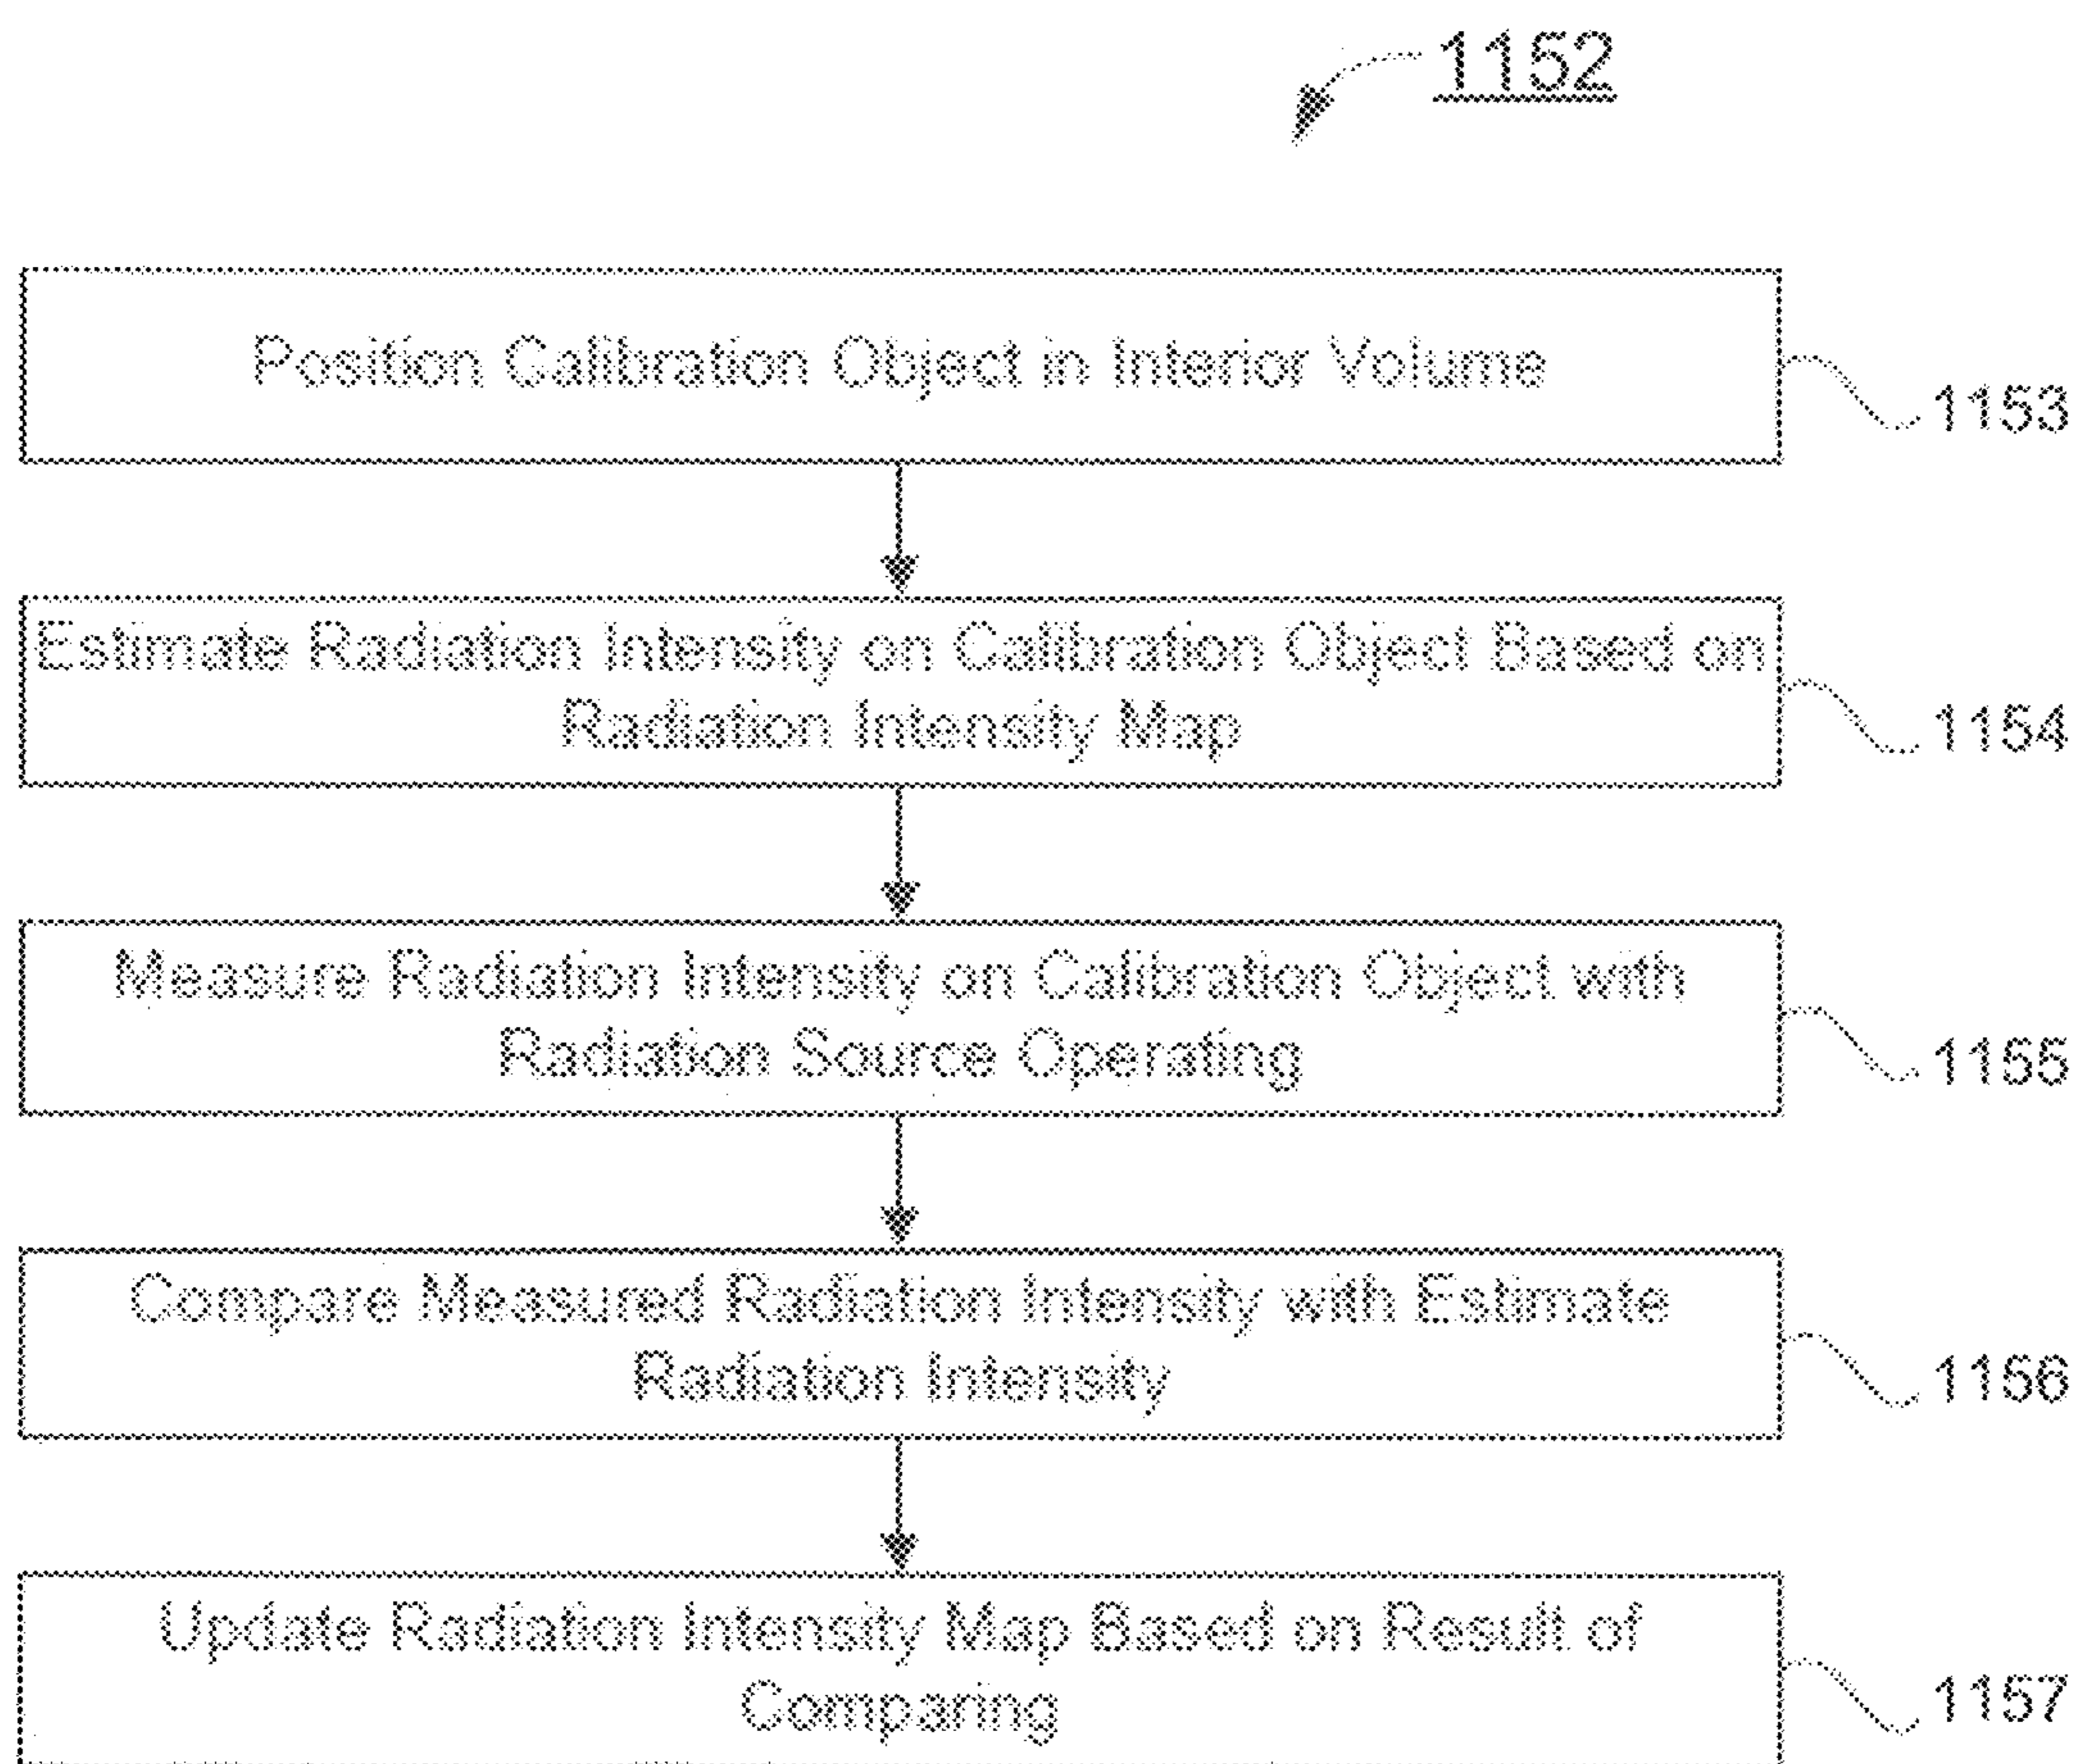 1152
Position Calibration Object in Interior Volume
1153
Estimate Radiation Intensity on Calibration Object Based on
Radiation Intensity Map
1154
Measure Radiation Intensity on Calibration Object with
Radiation Source Operating
1155
Compare Measured Radiation Intensity with Estimate
Radiation Intensity
1156
Update Radiation Intensity Map Based on Result of
Comparing
1157